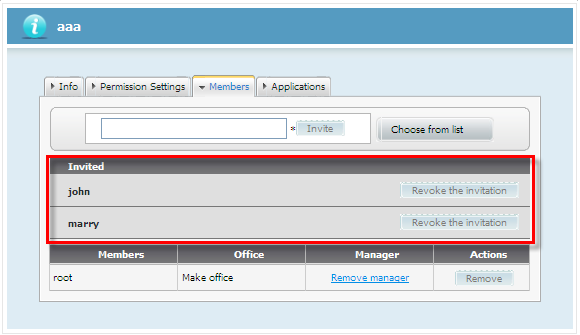 aaa
Info Permission Settings Members Applications
* Invite Choose from list
Invited
john Revoke the invitation
marry Revoke the invitation
Members Office Manager Actions
root Make office Remove manager Remove